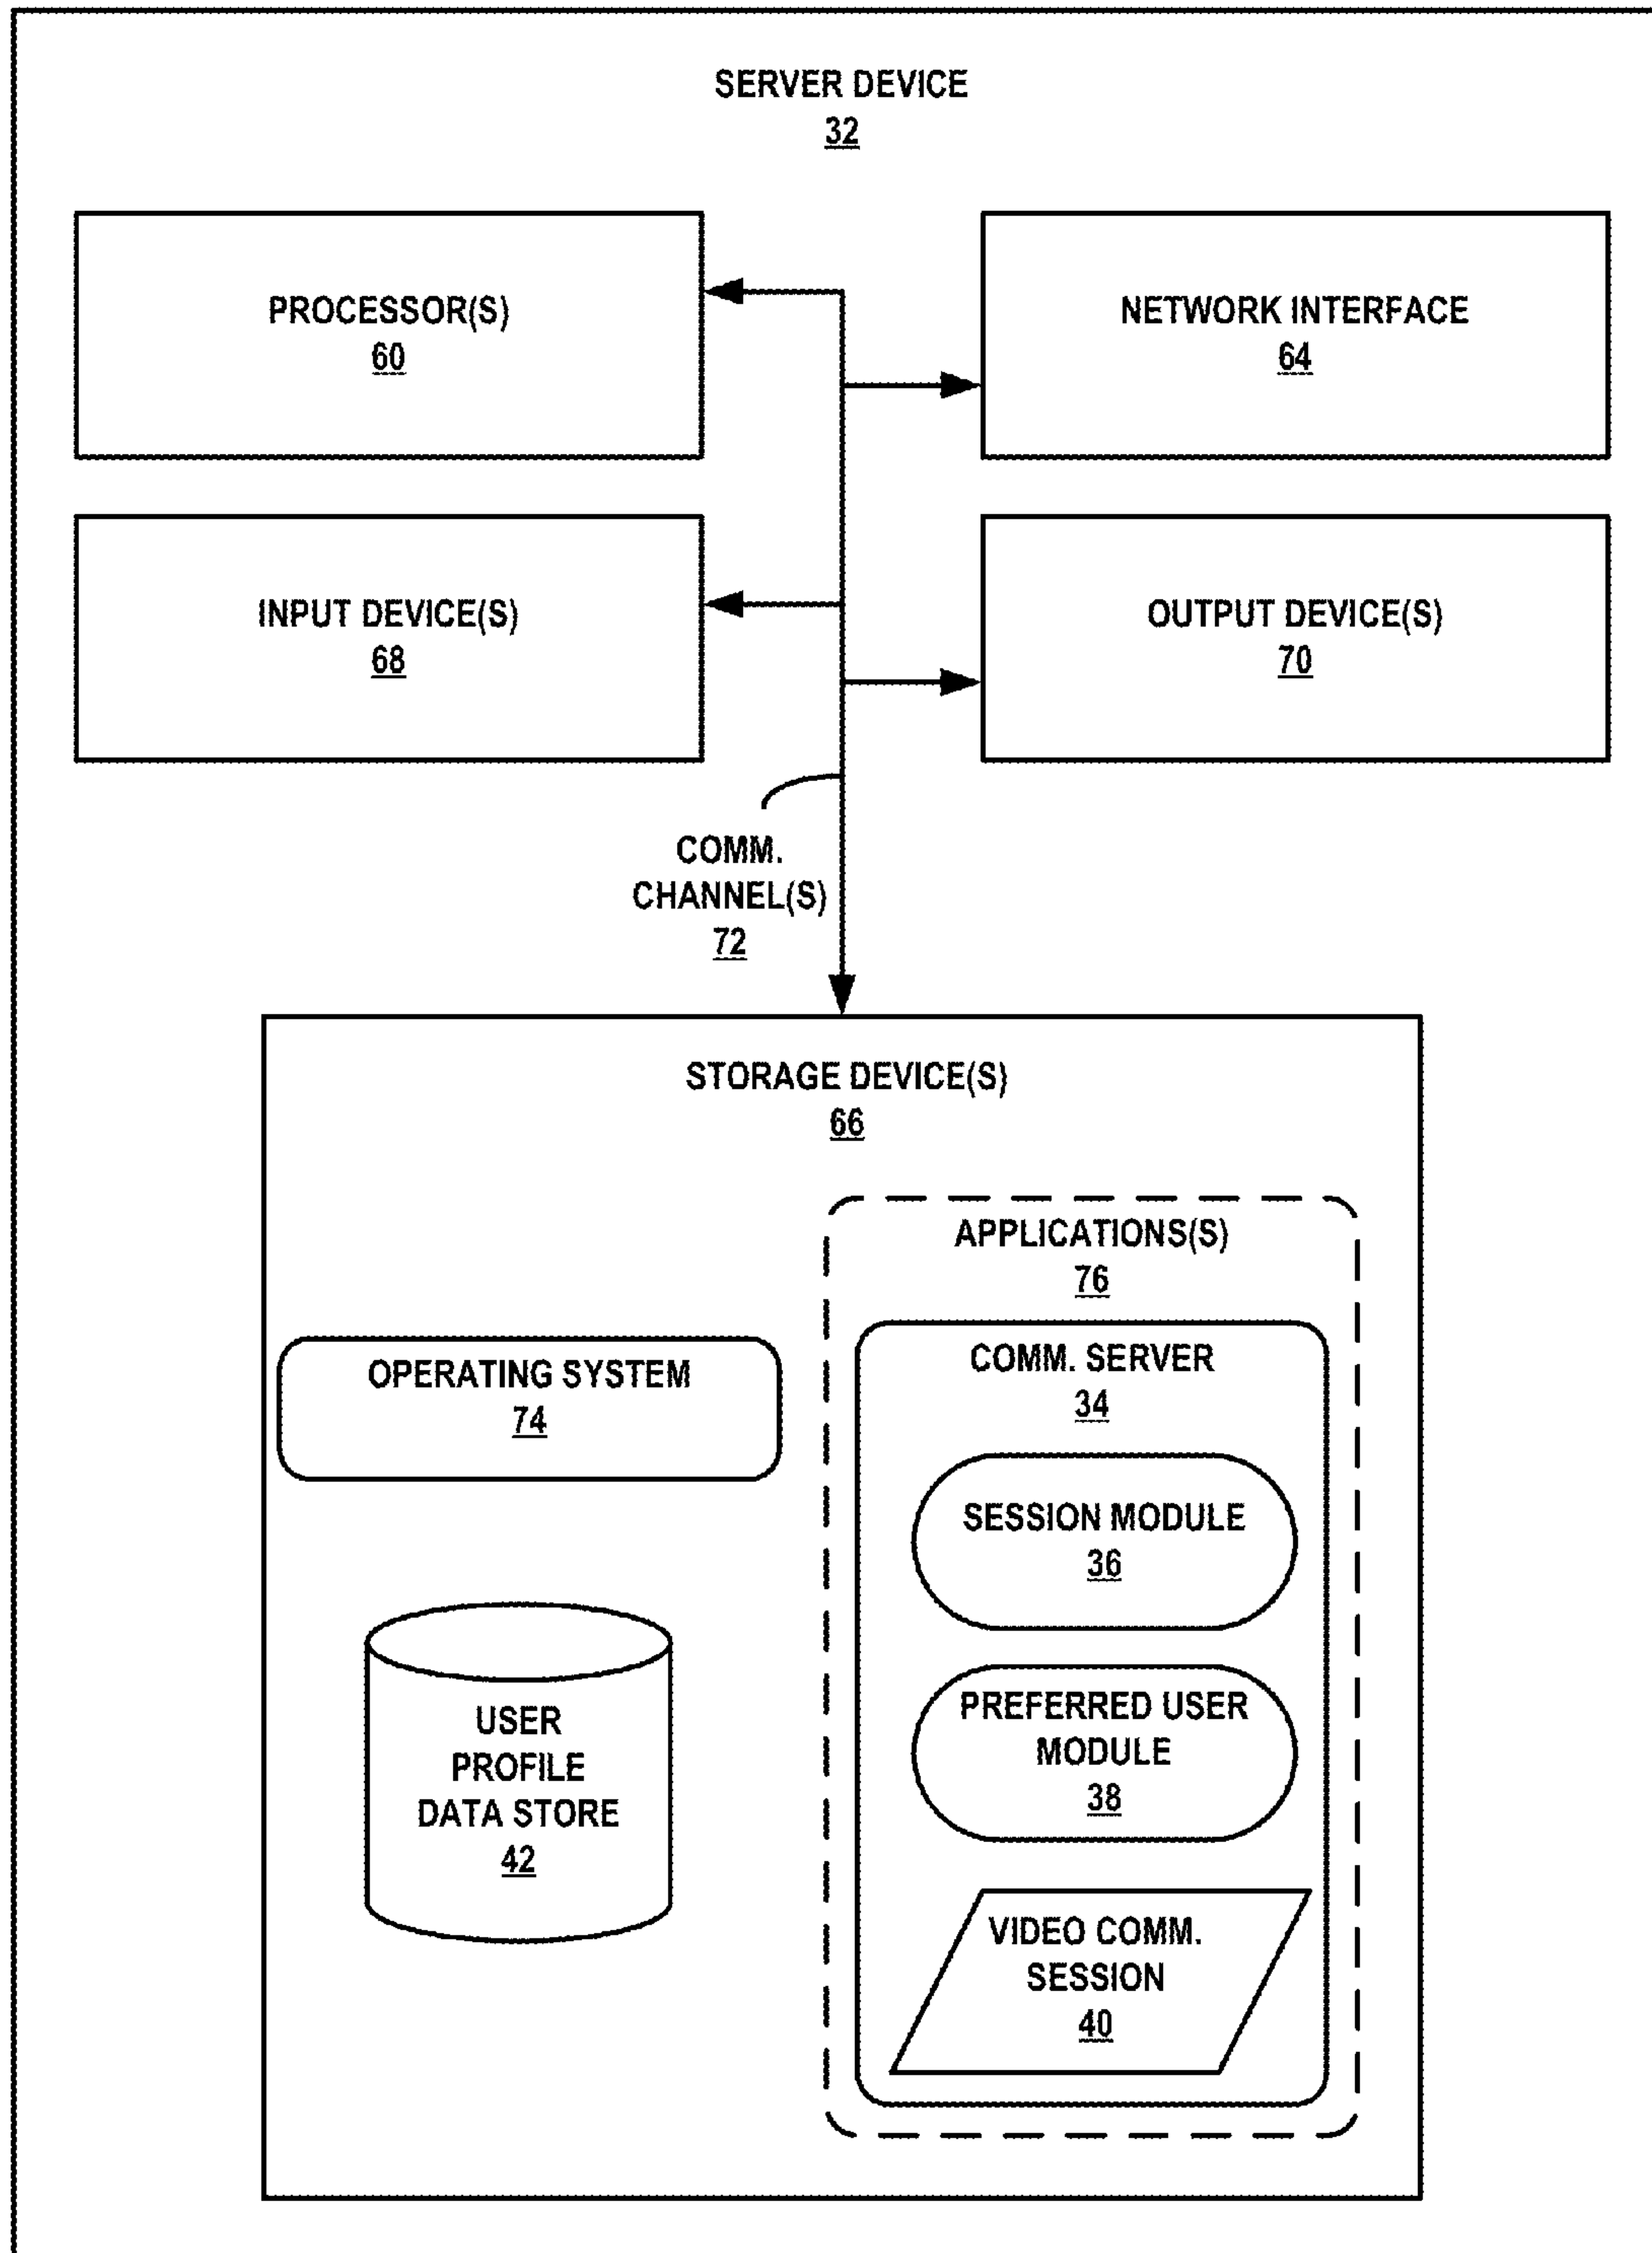 SERVER DEVICE
32
PROCESSOR(S)
60
NETWORK INTERFACE
64
INPUT DEVICE(S)
68
OUTPUT DEVICE(S)
70
COMM.
CHANNEL(S)
72
STORAGE DEVICE(S)
66
APPLICATIONS(S)
76
OPERATING SYSTEM
74
COMM. SERVER
34
SESSION MODULE
36
USER
PROFILE
DATA STORE
42
PREFERRED USER
MODULE
38
VIDEO COMM.
SESSION
40